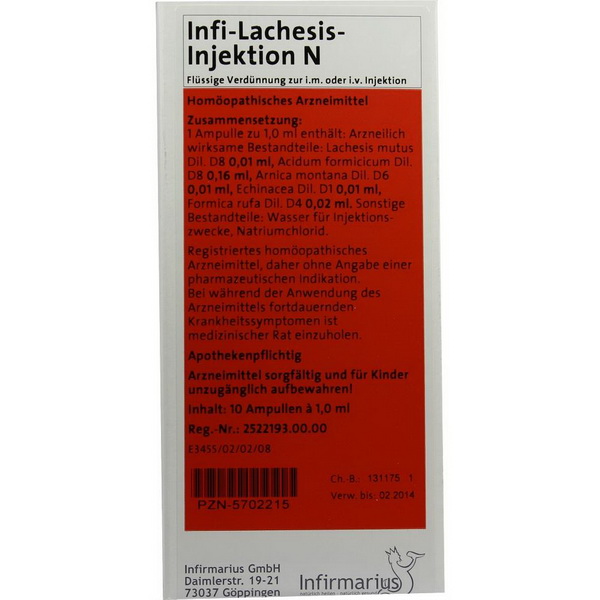 Infi-Lachesis-
Injektion N
Flüssige Verdünnung zur i.m. oder i.v. Injektion
Homöopathisches Arzneimittel
Zusammensetzung:
1 Ampulle zu 1,0 ml enthält: Arzneilich
wirksame Bestandteile: Lachesis mutus
Dil. D8 0,01 ml, Acidum formicicum Dil.
D8 0,16 ml, Arnica montana Dil. D6
0,01 ml, Echinacea Dil. D1 0,01 ml,
Formica rufa Dil. D4 0,02 ml. Sonstige
Bestandteile: Wasser für Injektions-
zwecke, Natriumchlorid.
Registriertes homöopathisches
Arzneimittel, daher ohne Angabe einer
pharmazeutischen Indikation.
Bei während der Anwendung des
Arzneimittels fortdauernden
Krankheitssymptomen ist
medizinischer Rat einzuholen.
Apothekenpflichtig
Arzneimittel sorgfältig und für Kinder
unzugänglich aufbewahren!
Inhalt: 10 Ampullen à 1,0 ml
Reg.-Nr.: 2522193.00.00
E3455/02/02/08
Ch.-B.: 131175 1
Verw. bis: 02.2014
PZN-5702215
Infirmarius GmbH
Daimlerstr. 19-21
73037 Göppingen
Infirmarius